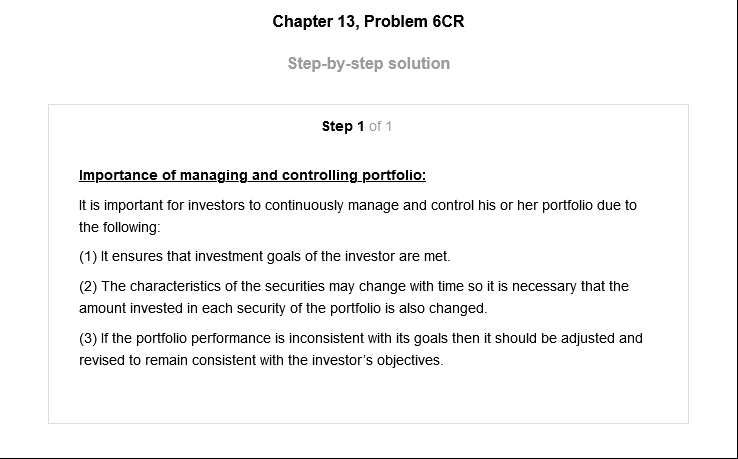 Chapter 13, Problem 6CR
Step-by-step solution
Step 1 of 1
Importance of managing and controlling portfolio:
It is important for investors to continuously manage and control his or her portfolio due to
the following:
(1) It ensures that investment goals of the investor are met.
(2) The characteristics of the securities may change with time so it is necessary that the
amount invested in each security of the portfolio is also changed.
(3) If the portfolio performance is inconsistent with its goals then it should be adjusted and
revised to remain consistent with the investor’s objectives.